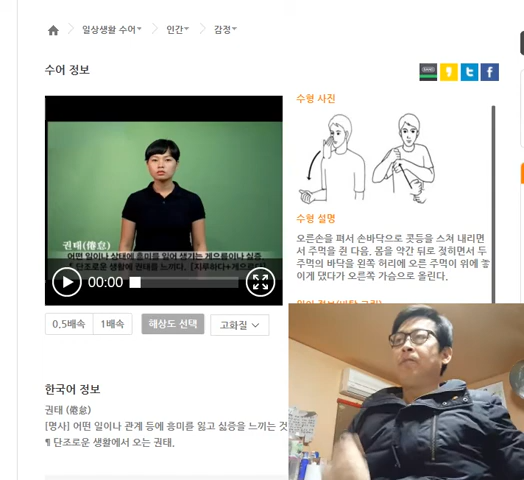 일상생활 수어 인간 감정
수어 정보
수형 사진
권태(倦怠)
어떤 일이나 상태에 흥미를 잃어 생기는 게으름이나 싫증.
¶ 단조로운 생활에 권태를 느끼다. [지루하다+게으르다]
00:00
수형 설명
오른손을 펴서 손바닥으로 콧등을 스쳐 내리면
서 주먹을 쥔 다음, 몸을 약간 뒤로 젖히면서 두
주먹의 바닥을 왼쪽 허리에 오른 주먹이 위에 놓
이게 댔다가 오른쪽 가슴으로 올린다.
0.5배속 1배속 해상도 선택 고화질
한국어 정보
권태 (倦怠)
[명사] 어떤 일이나 관계 등에 흥미를 잃고 싫증을 느끼는 것
¶ 단조로운 생활에서 오는 권태.